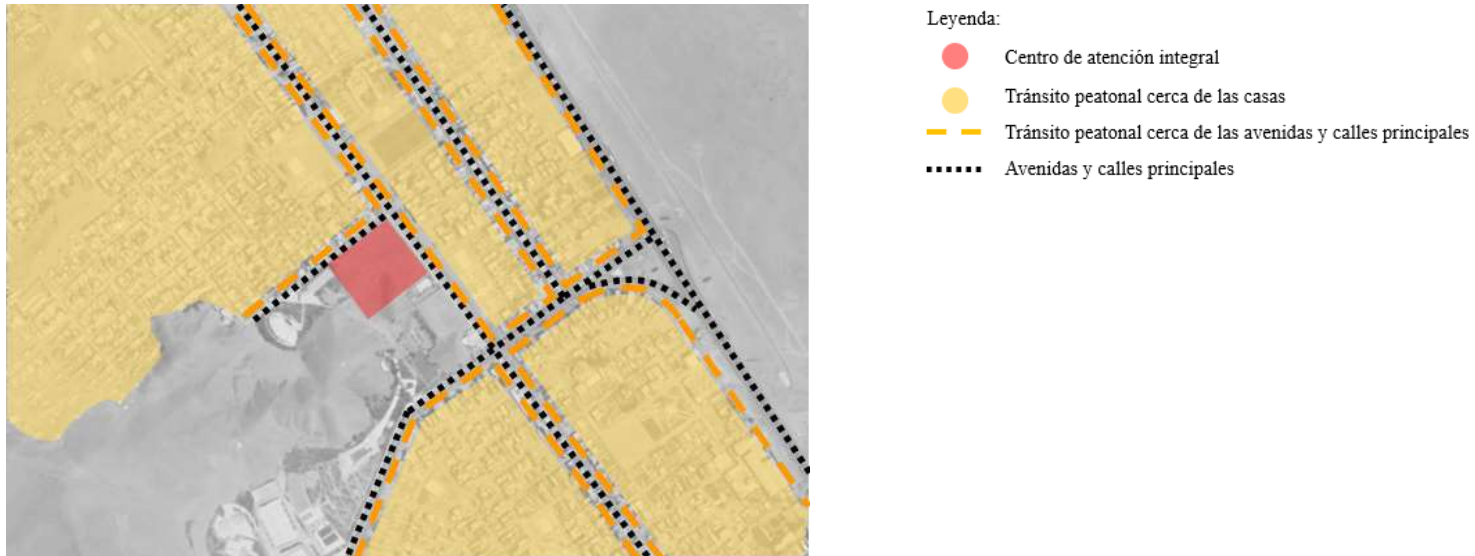 Leyenda:
Centro de atención integral
Tránsito peatonal cerca de las casas
Tránsito peatonal cerca de las avenidas y calles principales
Avenidas y calles principales